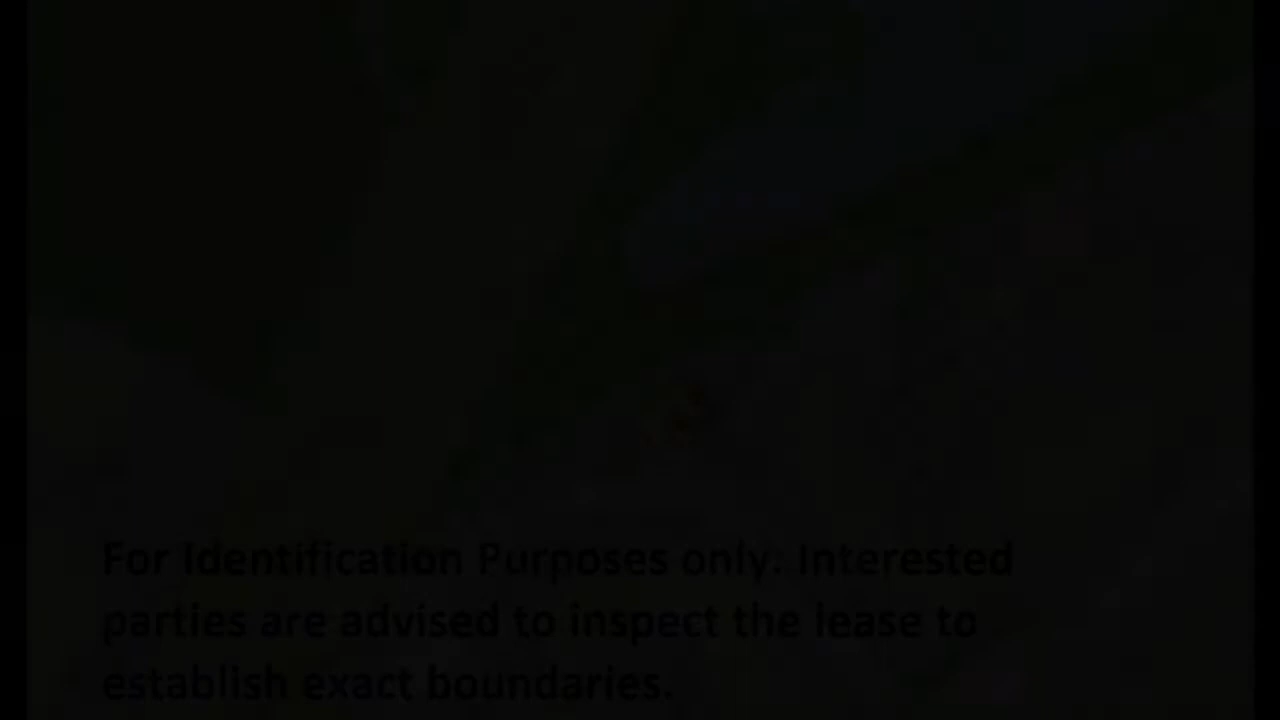 For Identification Purposes only. Interested
parties are advised to inspect the lease to
establish exact boundaries.